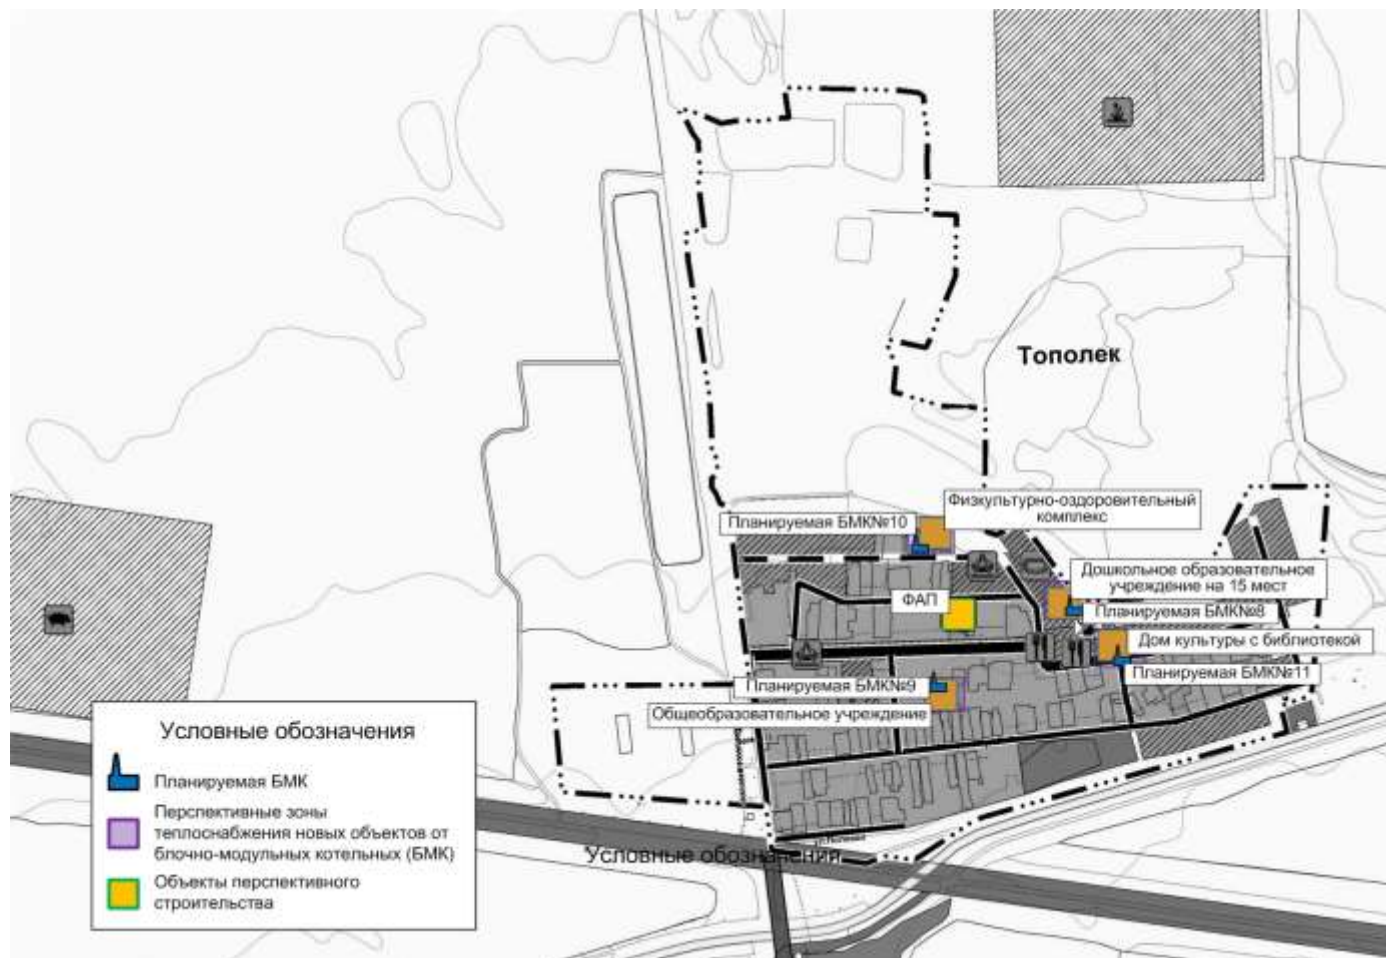 Тополек
Физкультурно-оздоровительный
комплекс
Планируемая БМК№10
Дошкольное образовательное
учреждение на 15 мест
ФАП
Планируемая БМК№8
Дом культуры с библиотекой
Планируемая БМК№11
Планируемая БМК№9
Общеобразовательное учреждение
Условные обозначения
Планируемая БМК
Перспективные зоны
теплоснабжения новых объектов от
блочно-модульных котельных (БМК)
Объекты перспективного
строительства
Условные обозначения